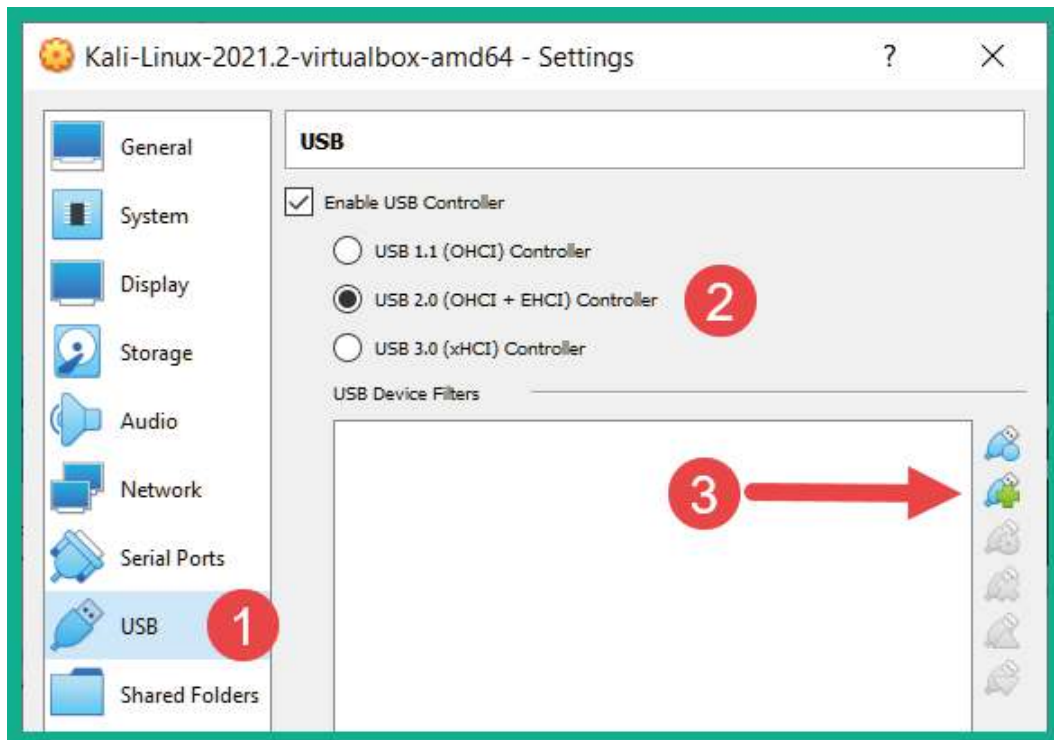 Kali-Linux-2021.2-virtualbox-amd64 - Settings ? ×
General
System
Display
Storage
Audio
Network
Serial Ports
USB 1
Shared Folders
USB
Enable USB Controller
USB 1.1 (OHCI) Controller
USB 2.0 (OHCI + EHCI) Controller 2
USB 3.0 (xHCI) Controller
USB Device Filters
3